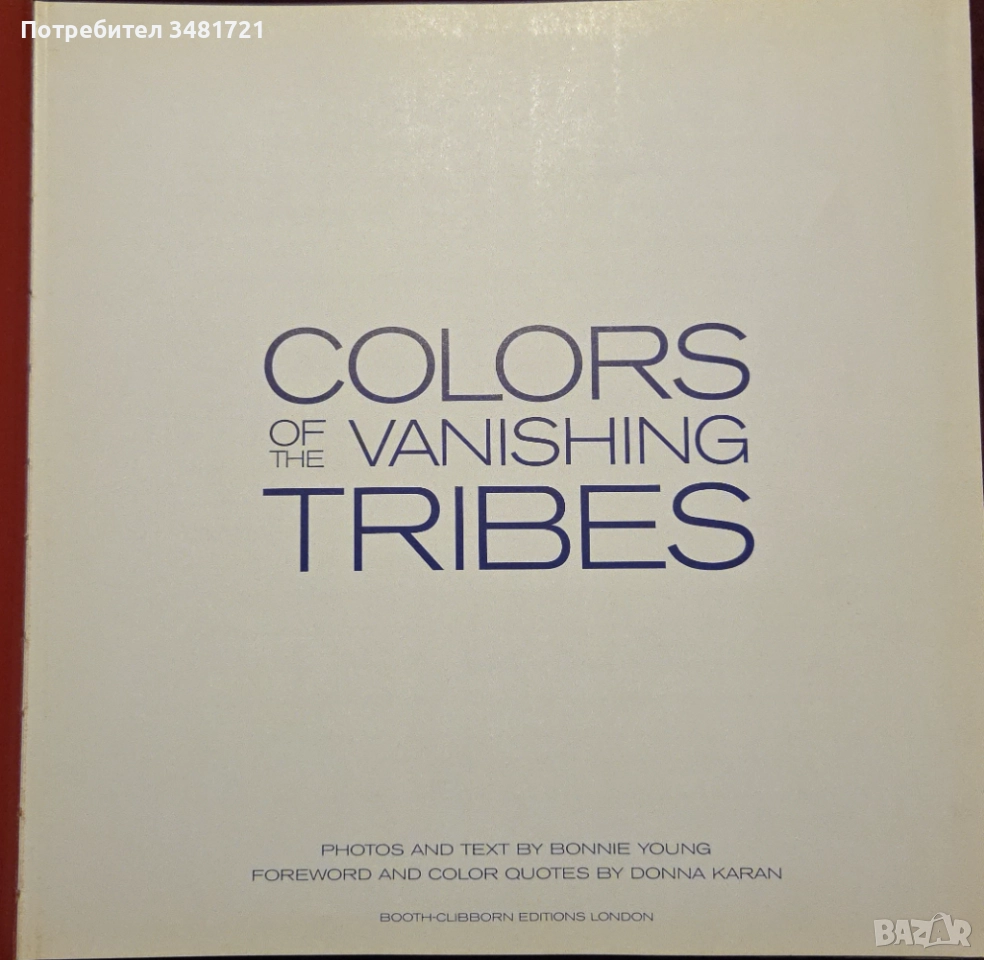 Потребител 3481721
COLORS
OF THE VANISHING
TRIBES
PHOTOS AND TEXT BY BONNIE YOUNG
FOREWORD AND COLOR QUOTES BY DONNA KARAN
BOOTH-CLIBBORN EDITIONS LONDON
BAZAR